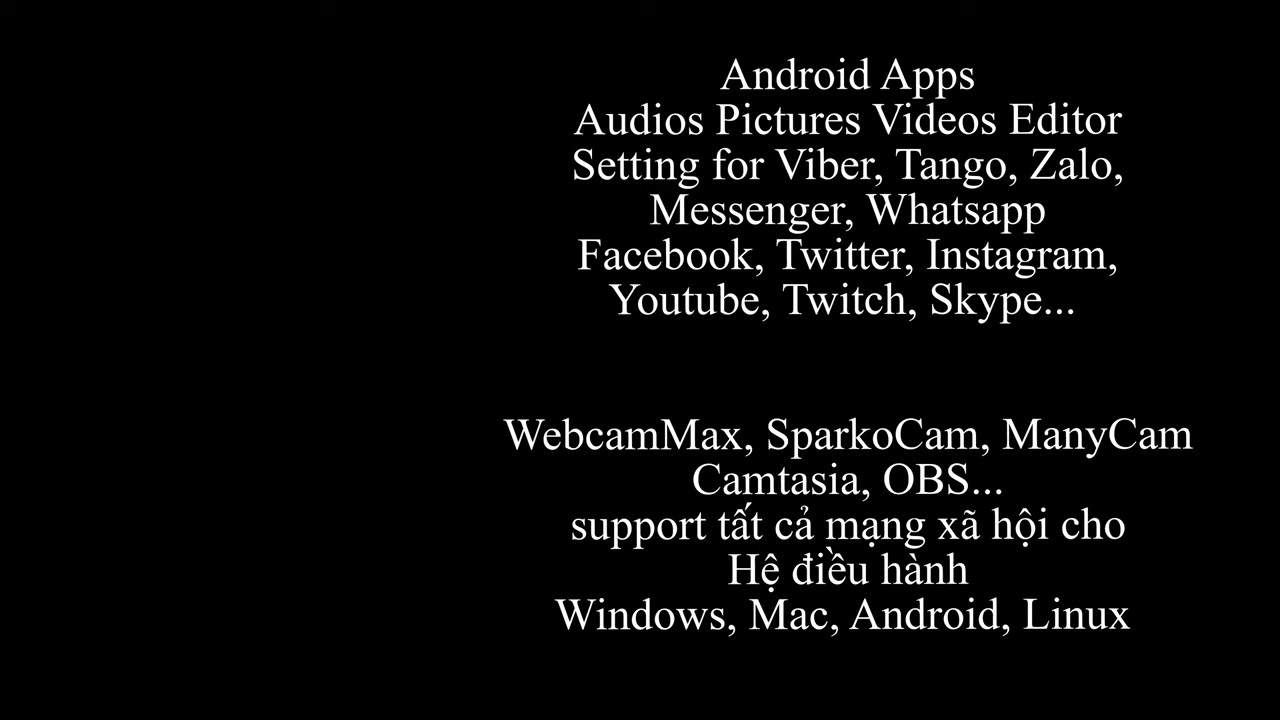 Android Apps
Audios Pictures Videos Editor
Setting for Viber, Tango, Zalo,
Messenger, Whatsapp
Facebook, Twitter, Instagram,
Youtube, Twitch, Skype...
WebcamMax, SparkoCam, ManyCam
Camtasia, OBS...
support tất cả mạng xã hội cho
Hệ điều hành
Windows, Mac, Android, Linux